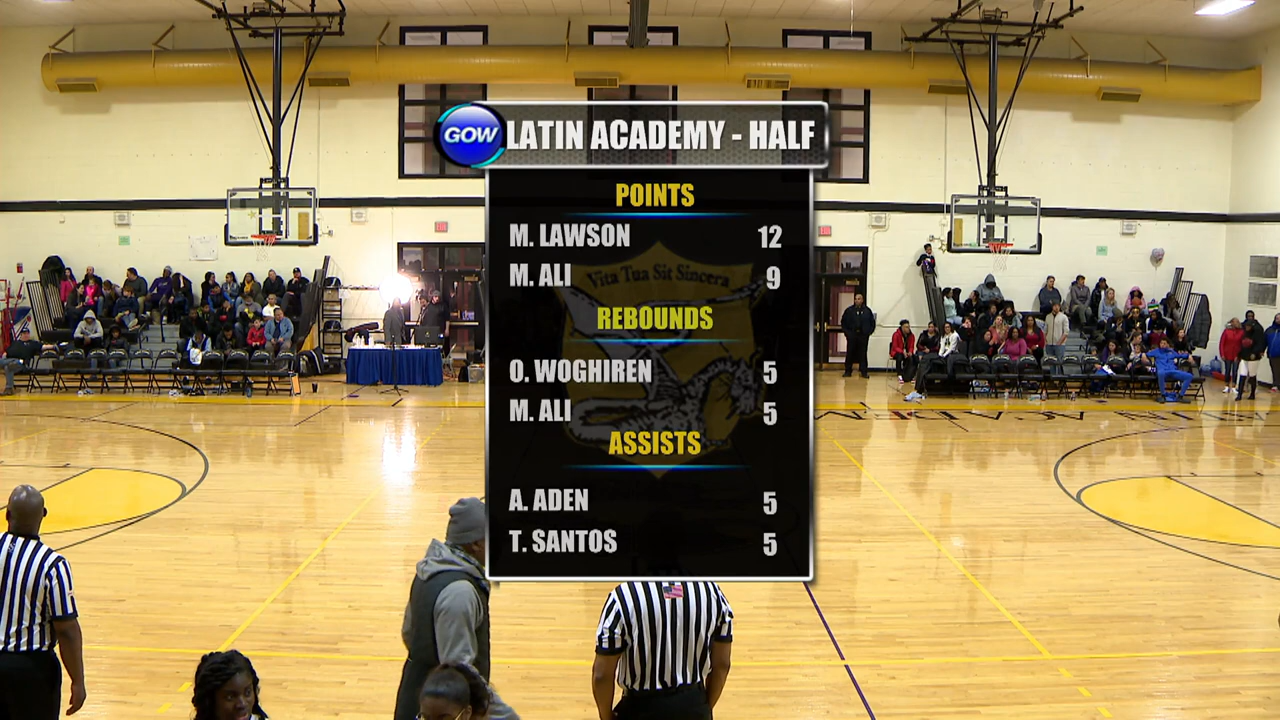 GOW
LATIN ACADEMY - HALF
POINTS
M. LAWSON 12
M. ALI 9
Vita Tua Sit Sincera
REBOUNDS
O. WOGHIREN 5
M. ALI 5
ASSISTS
A. ADEN 5
T. SANTOS 5